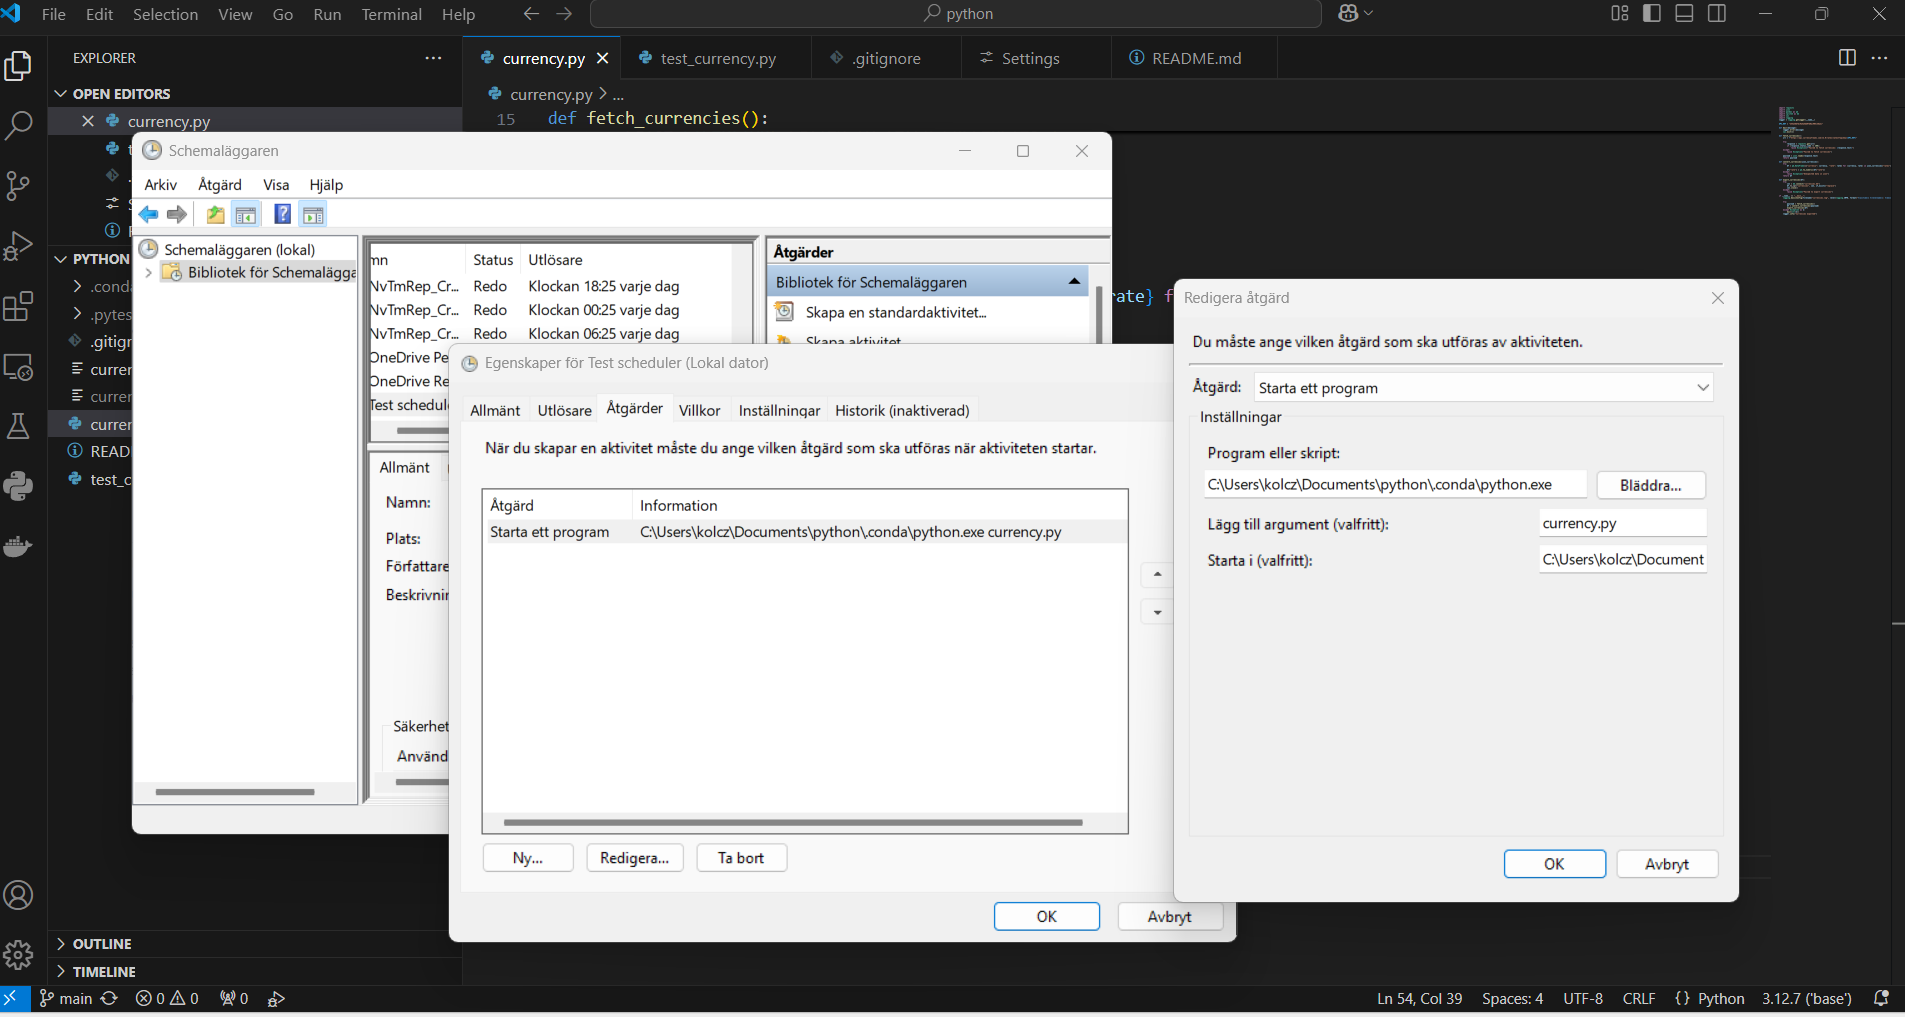 File Edit Selection View Go Run Terminal Help
python
EXPLORER
OPEN EDITORS
currency.py
PYTHON
.cond
.pytes
.gitigr
currer
currer
currer
READ
test_c
OUTLINE
TIMELINE
currency.py
test_currency.py
.gitignore
Settings
README.md
currency.py > ...
15 def fetch_currencies():
rate} f
Schemaläggaren
Arkiv Åtgärd Visa Hjälp
Schemaläggaren (lokal)
Bibliotek för Schemalägga
mn Status Utlösare
NvTmRep_Cr... Redo Klockan 18:25 varje dag
NvTmRep_Cr... Redo Klockan 00:25 varje dag
NvTmRep_Cr... Redo Klockan 06:25 varje dag
OneDrive Pe
OneDrive Re
Test schedul
Allmänt
Namn:
Plats:
Författare
Beskrivnin
Säkerhet
Använd
Åtgärder
Bibliotek för Schemaläggaren
Skapa en standardaktivitet...
Skapa aktivitet
Egenskaper för Test scheduler (Lokal dator)
Allmänt Utlösare Åtgärder Villkor Inställningar Historik (inaktiverad)
När du skapar en aktivitet måste du ange vilken åtgärd som ska utföras när aktiviteten startar.
Åtgärd Information
Starta ett program C:\Users\kolcz\Documents\python\.conda\python.exe currency.py
Ny... Redigera... Ta bort
OK Avbryt
Redigera åtgärd
Du måste ange vilken åtgärd som ska utföras av aktiviteten.
Åtgärd: Starta ett program
Inställningar
Program eller skript:
C:\Users\kolcz\Documents\python\.conda\python.exe Bläddra...
Lägg till argument (valfritt): currency.py
Starta i (valfritt): C:\Users\kolcz\Document
OK Avbryt
main 0 0 0
Ln 54, Col 39 Spaces: 4 UTF-8 CRLF {} Python 3.12.7 ('base')